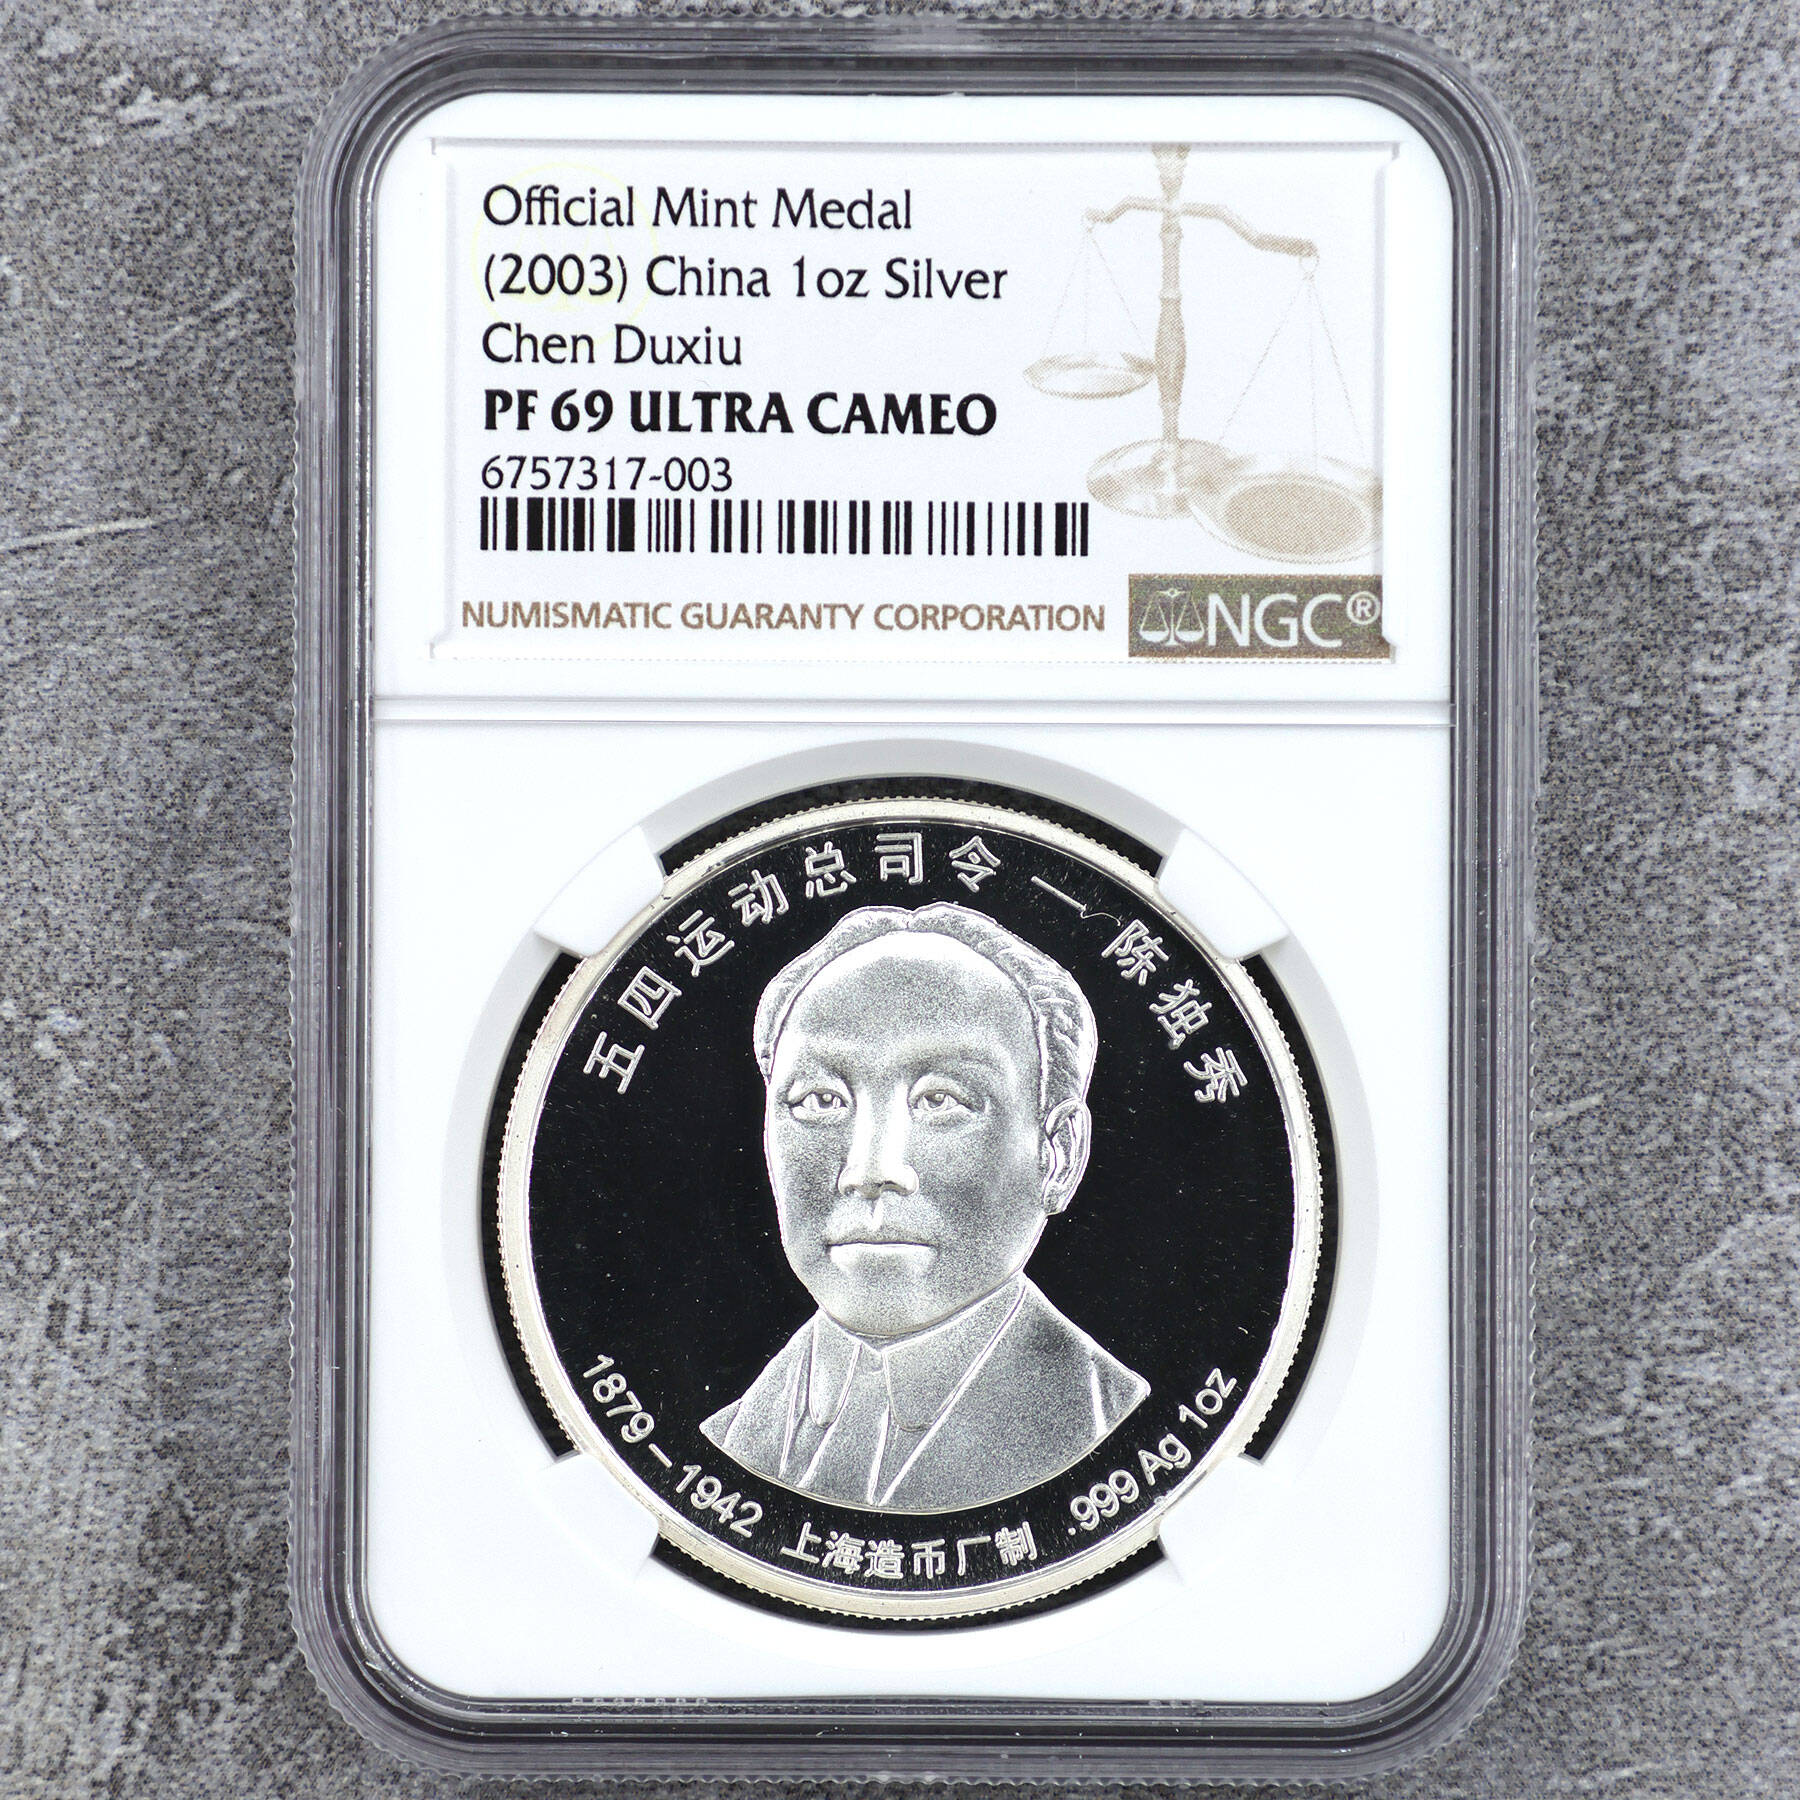 Official Mint Medal
(2003) China 1oz Silver
Chen Duxiu
PF 69 ULTRA CAMEO
6757317-003
NUMISMATIC GUARANTY CORPORATION
NGC®
五四运动总司令—陈独秀
1879-1942
上海造币厂制
.999 Ag 1oz